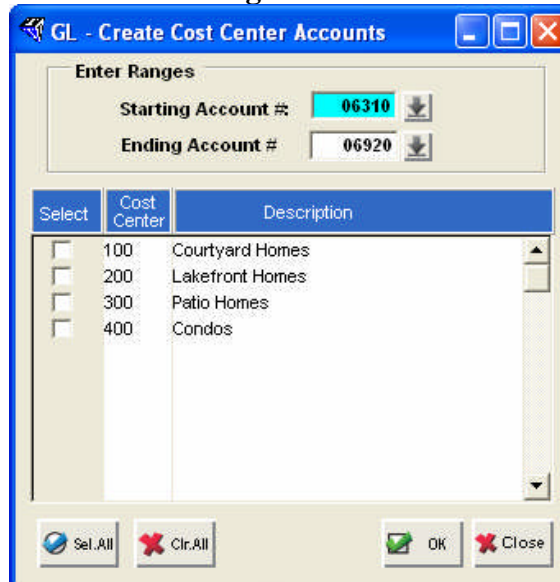 GL - Create Cost Center Accounts
Enter Ranges
Starting Account #: 06310
Ending Account # 06920
Select Cost Center Description
100 Courtyard Homes
200 Lakefront Homes
300 Patio Homes
400 Condos
Sel.All Clr.All OK Close